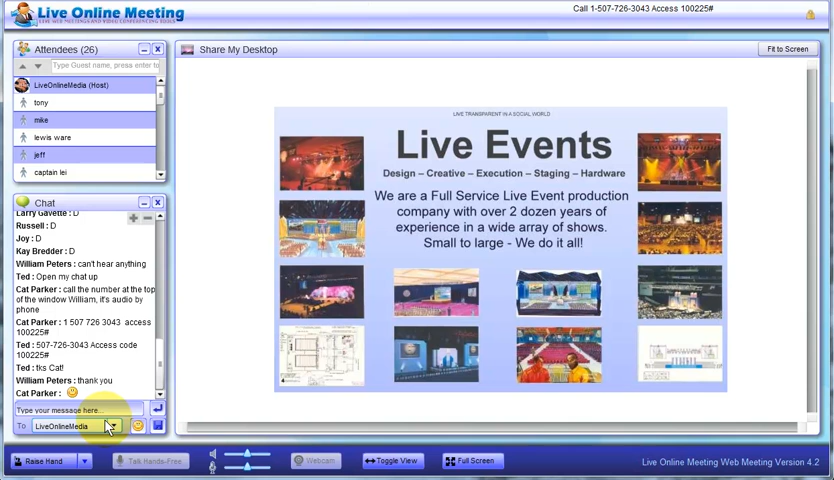 Live Online Meeting
LIVE WEB MEETINGS AND VIDEO CONFERENCING TOOLS
Call 1-507-726-3043 Access 100225#
Attendees (26)
Type Guest name, press enter to
LiveOnlineMedia (Host)
tony
mike
lewis ware
jeff
captain lei
Chat
Larry Gavette : D
Russell : D
Joy : D
Kay Bredder : D
William Peters : can't hear anything
Ted : Open my chat up
Cat Parker : call the number at the top
of the window William, it's audio by
phone
Cat Parker : 1 507 726 3043 access
100225#
Ted : 507-726-3043 Access code
100225#
Ted : tks Cat!
William Peters : thank you
Cat Parker :
Type your message here...
To LiveOnlineMedia
Share My Desktop
Fit to Screen
LIVE TRANSPARENT IN A SOCIAL WORLD
Live Events
Design – Creative – Execution – Staging – Hardware
We are a Full Service Live Event production
company with over 2 dozen years of
experience in a wide array of shows.
Small to large - We do it all!
Raise Hand
Talk Hands-Free
Webcam
Toggle View
Full Screen
Live Online Meeting Web Meeting Version 4.2